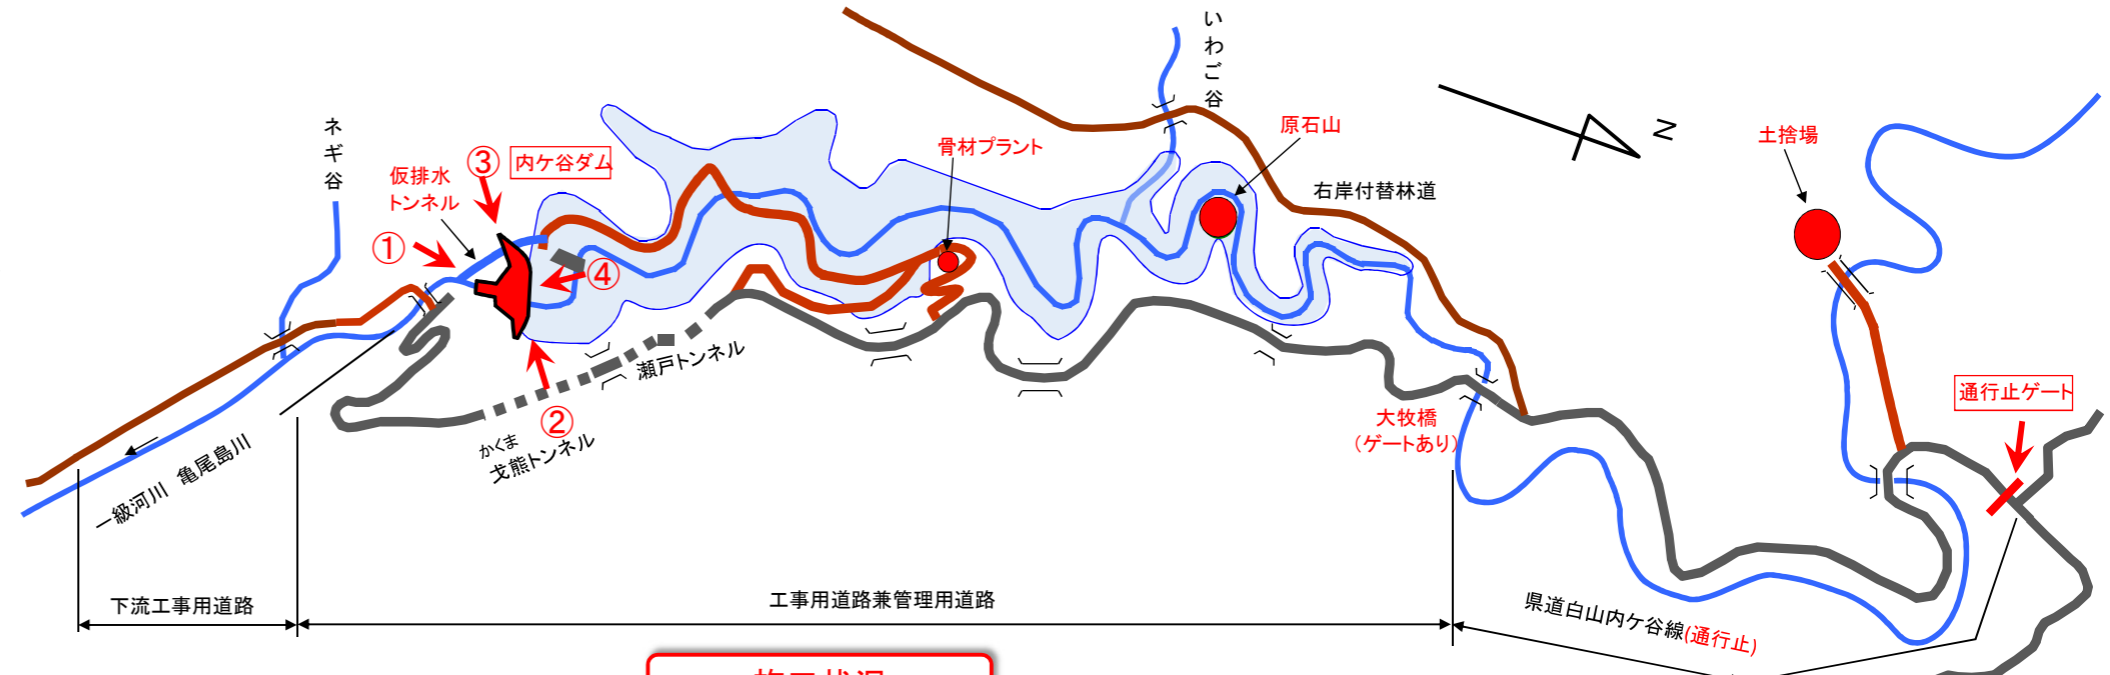 いわご谷
ネギ谷
③
内ケ谷ダム
仮排水
トンネル
①
④
②
骨材プラント
原石山
右岸付替林道
N
土捨場
通行止ゲート
瀬戸トンネル
かくま
戈熊トンネル
大牧橋
（ゲートあり）
一級河川 亀尾島川
下流工事用道路
工事用道路兼管理用道路
県道白山内ケ谷線(通行止)